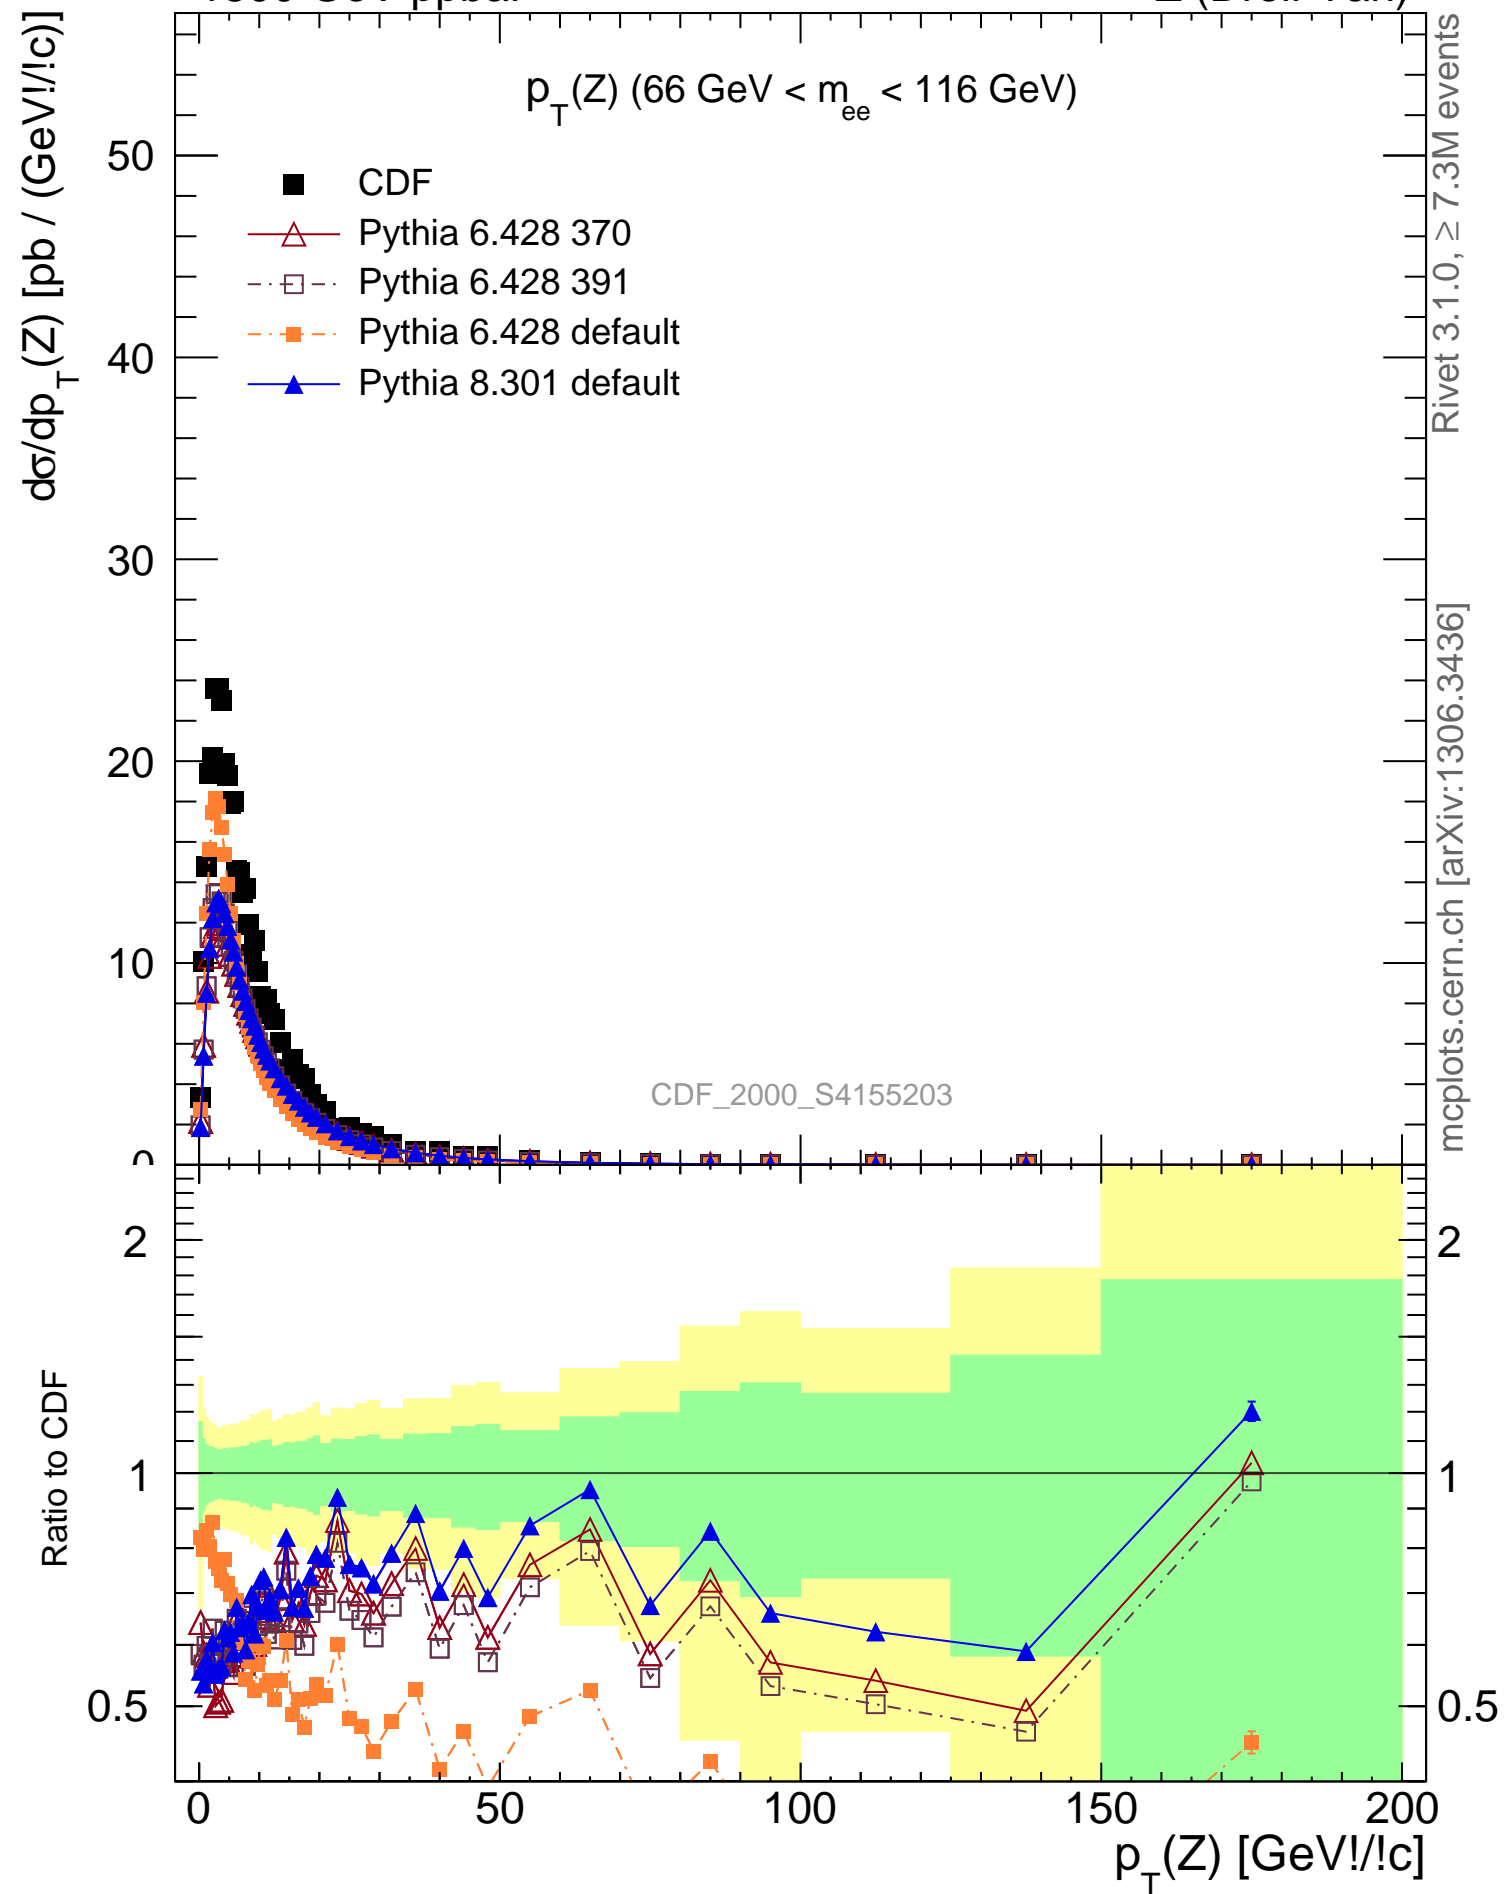 p_T(Z) (66 GeV < m_ee < 116 GeV)
dσ/dp_T(Z) [pb / (GeV!/!c)]
50
40
30
20
10
0
CDF
Pythia 6.428 370
Pythia 6.428 391
Pythia 6.428 default
Pythia 8.301 default
CDF_2000_S4155203
Rivet 3.1.0, ≥ 7.3M events
mcplots.cern.ch [arXiv:1306.3436]
Ratio to CDF
2
1
0.5
2
1
0.5
0
50
100
150
200
p_T(Z) [GeV!/!c]